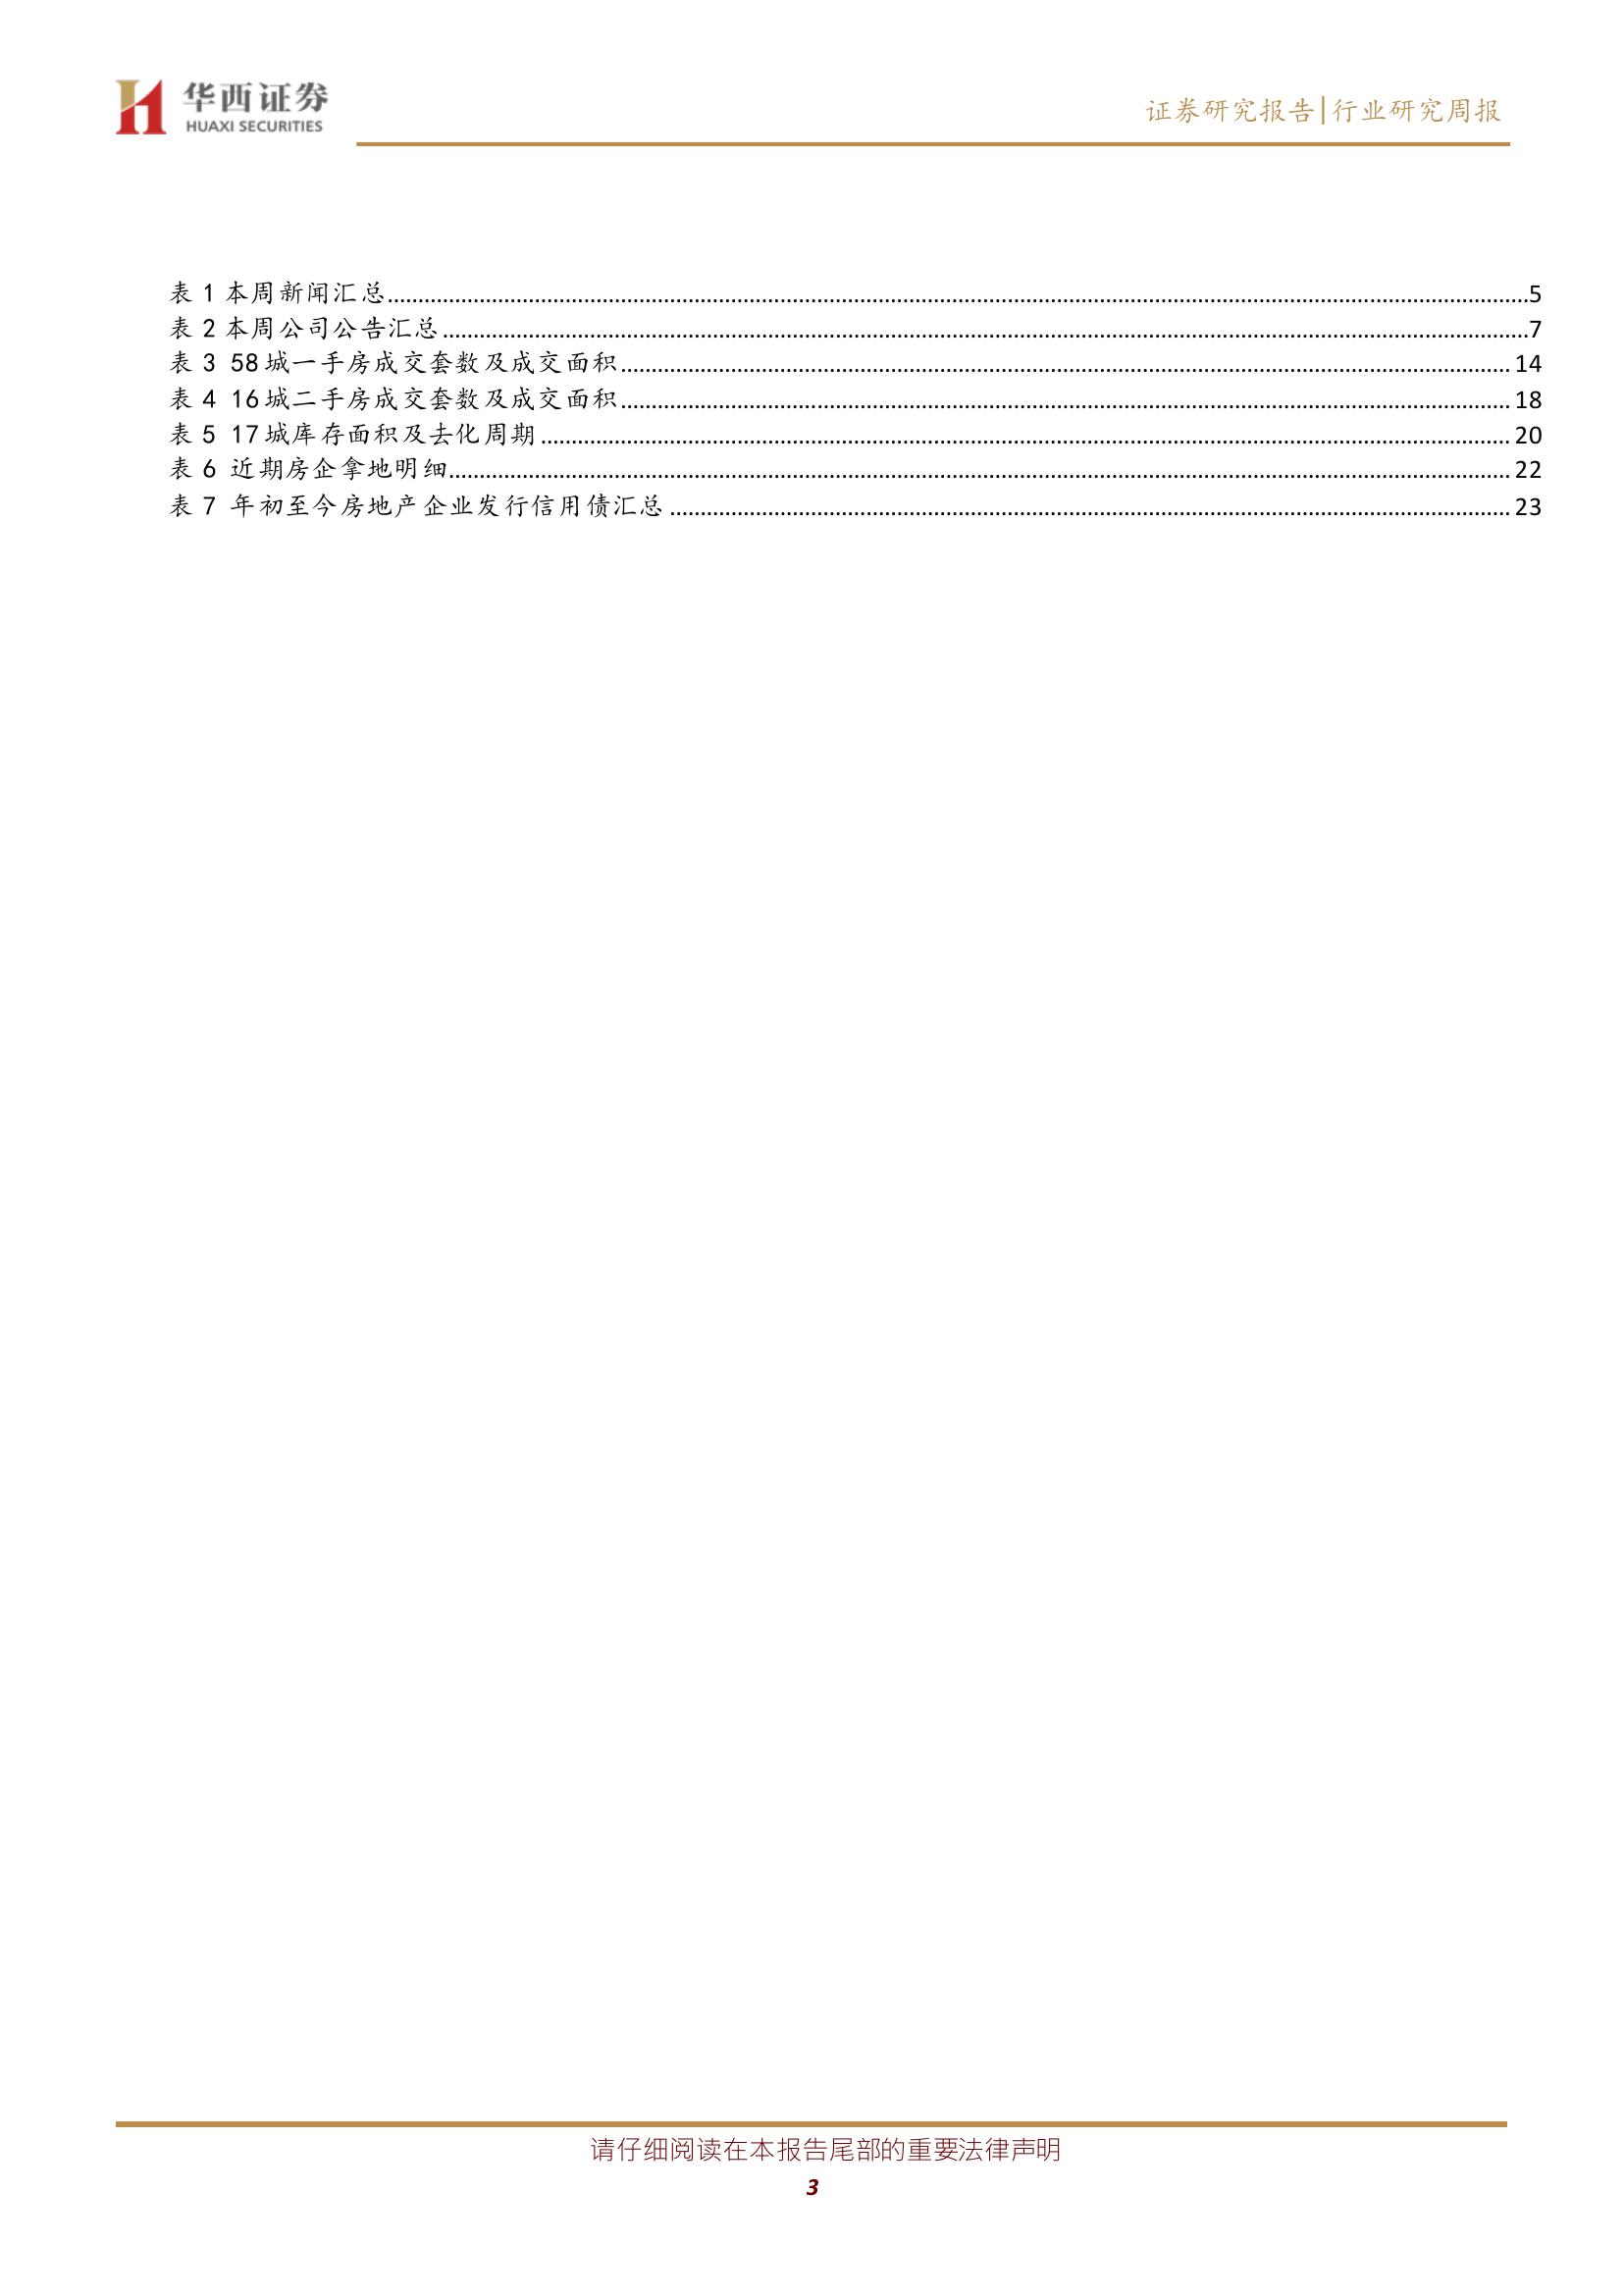 华西证券
HUAXI SECURITIES
证券研究报告|行业研究周报
表 1 本周新闻汇总........................................5
表 2 本周公司公告汇总........................................7
表 3 58城一手房成交套数及成交面积........................................14
表 4 16城二手房成交套数及成交面积........................................18
表 5 17城库存面积及去化周期........................................20
表 6 近期房企拿地明细........................................22
表 7 年初至今房地产企业发行信用债汇总........................................23
请仔细阅读在本报告尾部的重要法律声明
3